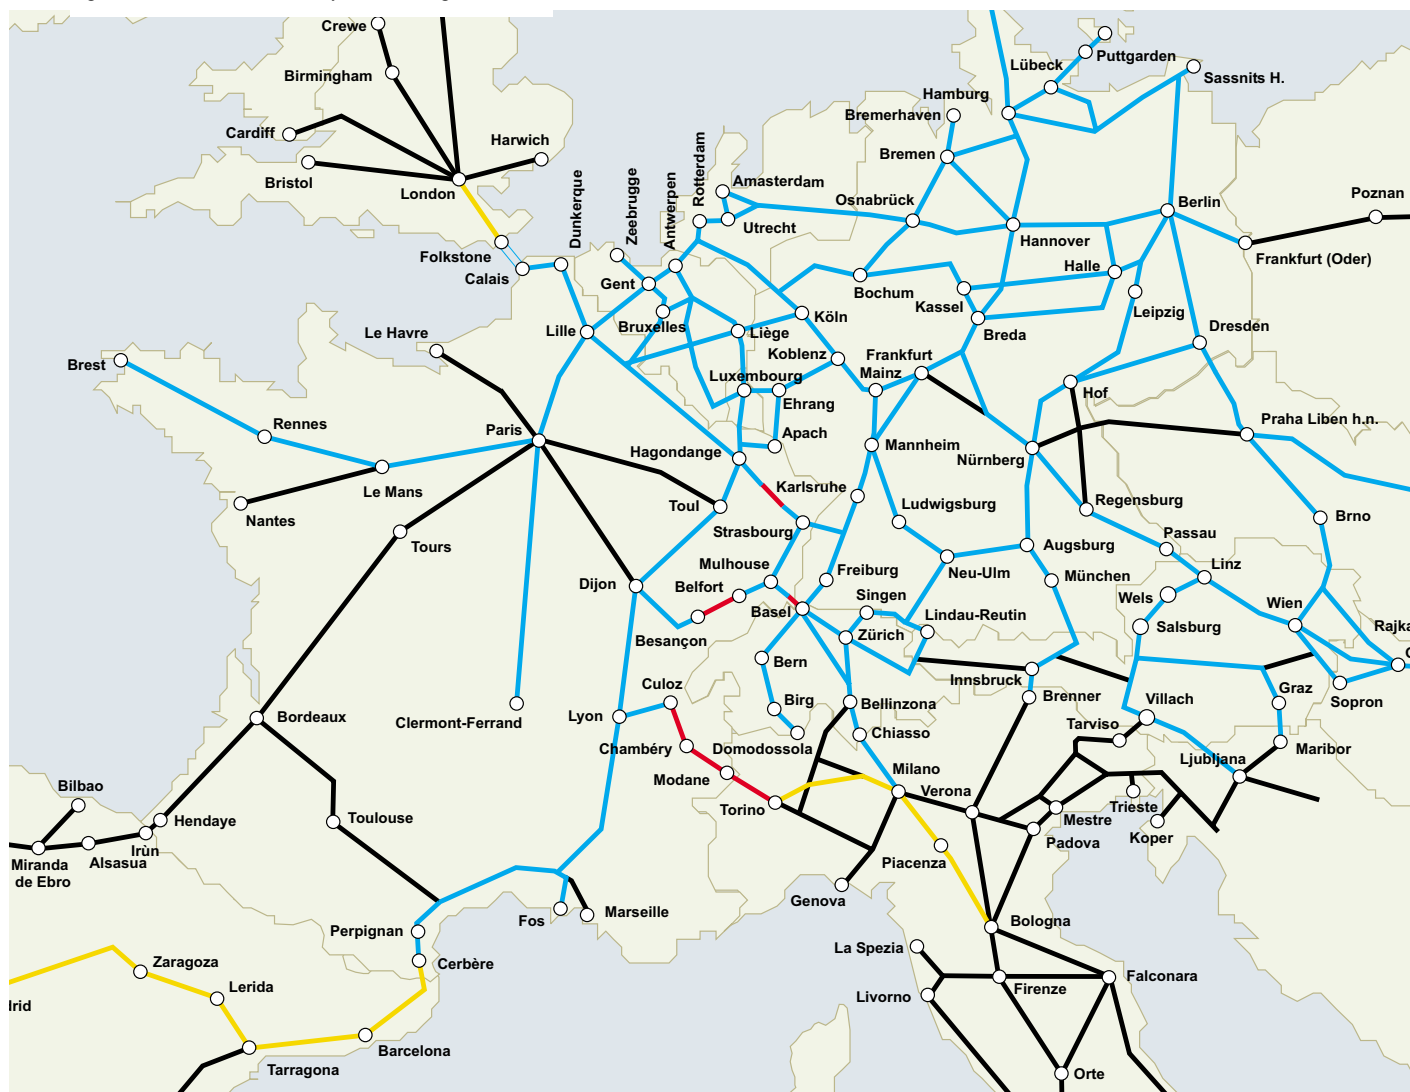 Crewe
Puttgarden
Lübeck
Birmingham
Sassnits H.
Hamburg
Bremerhaven
Cardiff
Harwich
Rotterdam
Bremen
Bristol
Amasterdam
London
Dunkerque
Zeebrugge
Antwerpen
Osnabrück
Poznan
Berlin
Utrecht
Hannover
Folkstone
Frankfurt (Oder)
Calais
Halle
Gent
Bochum
Kassel
Leipzig
Köln
Bruxelles
Le Havre
Lille
Liège
Breda
Dresden
Brest
Koblenz
Frankfurt
Mainz
Luxembourg
Hof
Ehrang
Rennes
Praha Liben h.n.
Paris
Apach
Mannheim
Hagondange
Nürnberg
Le Mans
Karlsruhe
Regensburg
Nantes
Toul
Ludwigsburg
Brno
Strasbourg
Tours
Passau
Augsburg
Mulhouse
Linz
Freiburg
Neu-Ulm
München
Dijon
Belfort
Wels
Singen
Basel
Lindau-Reutin
Wien
Salsburg
Rajka
Besançon
Zürich
Bern
Innsbruck
Culoz
Graz
Brenner
Villach
Sopron
Birg
Bellinzona
Bordeaux
Lyon
Clermont-Ferrand
Tarviso
Chiasso
Chambéry
Domodossola
Maribor
Ljubljana
Milano
Modane
Bilbao
Verona
Trieste
Torino
Hendaye
Toulouse
Mestre
Koper
Padova
Irùn
Alsasua
Miranda
de Ebro
Piacenza
Genova
Fos
Marseille
Bologna
Perpignan
La Spezia
Zaragoza
Cerbère
Falconara
Lerida
Firenze
Livorno
drid
Barcelona
Tarragona
Orte